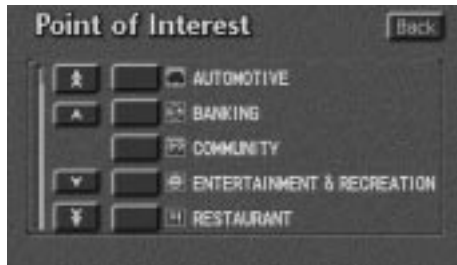 Point of Interest
Back
AUTOMOTIVE
BANKING
COMMUNITY
ENTERTAINMENT & RECREATION
RESTAURANT